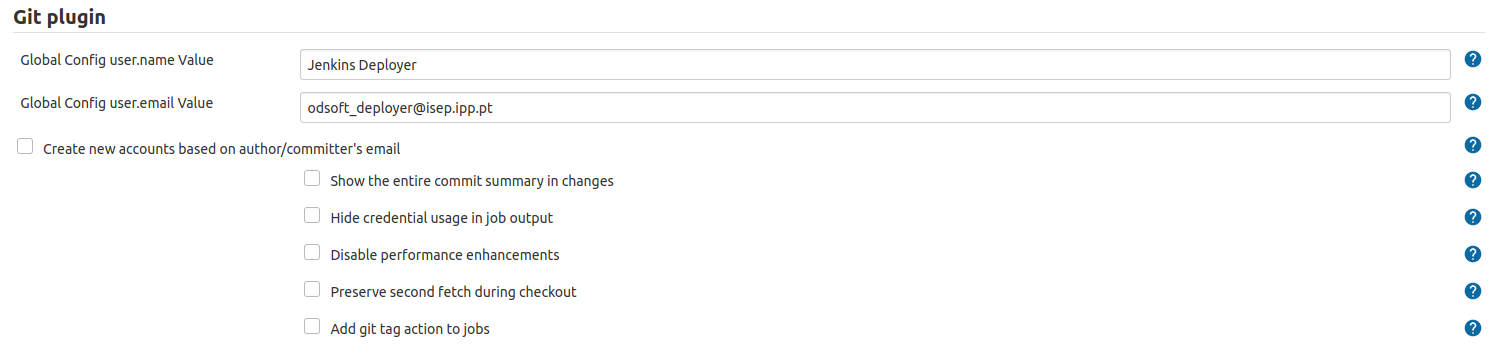 Git plugin
Global Config user.name Value
Jenkins Deployer
Global Config user.email Value
odsoft_deployer@isep.ipp.pt
Create new accounts based on author/committer's email
Show the entire commit summary in changes
Hide credential usage in job output
Disable performance enhancements
Preserve second fetch during checkout
Add git tag action to jobs